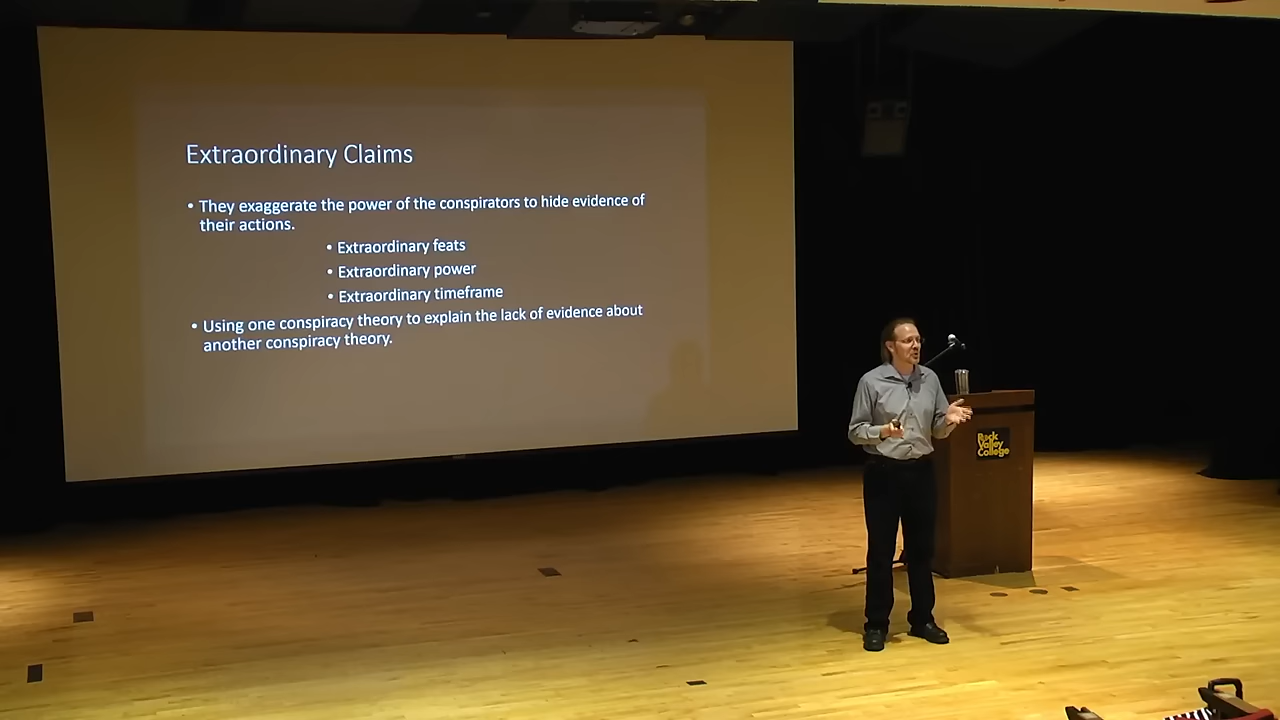 Extraordinary Claims
• They exaggerate the power of the conspirators to hide evidence of
their actions.
• Extraordinary feats
• Extraordinary power
• Extraordinary timeframe
• Using one conspiracy theory to explain the lack of evidence about
another conspiracy theory.
Rock
Valley
College